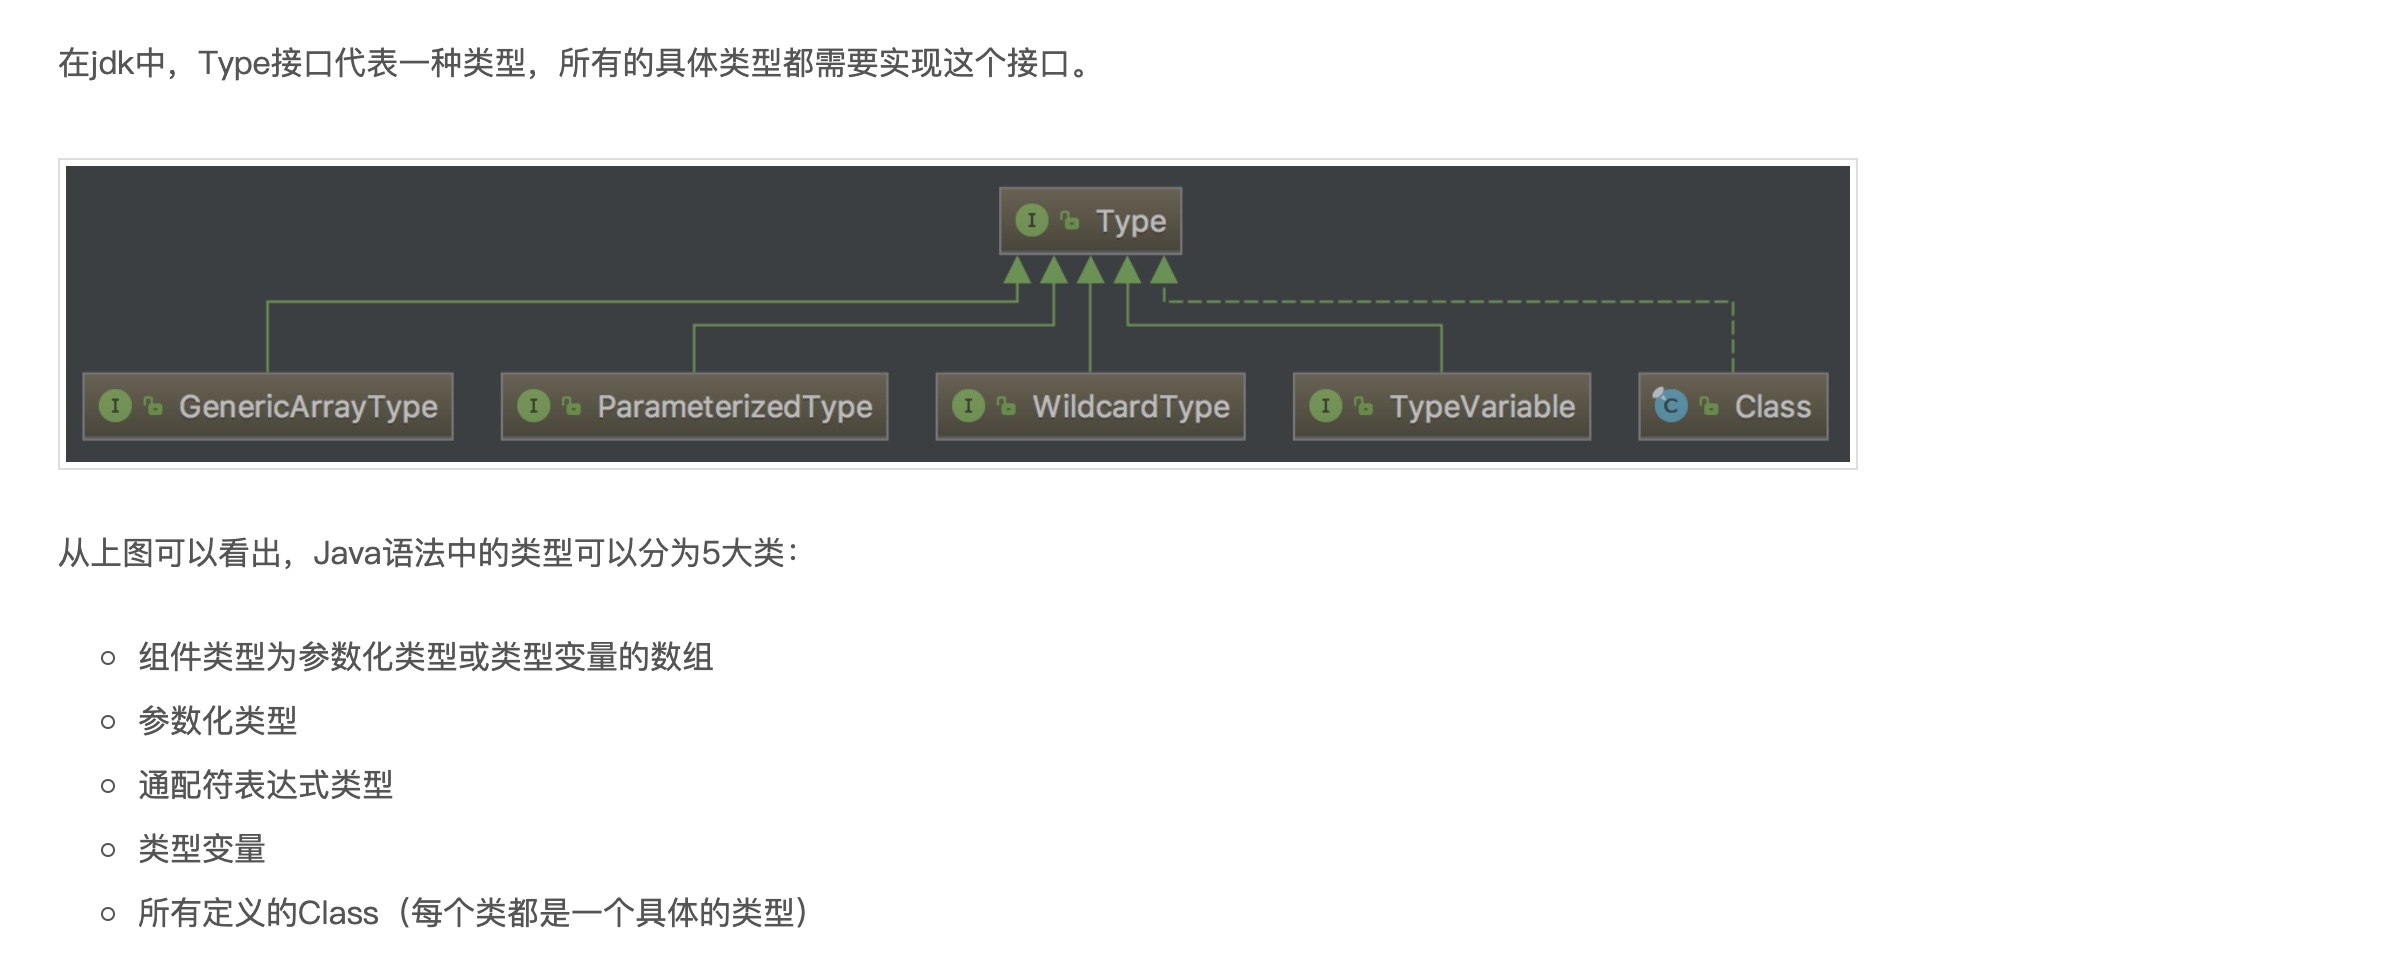 在jdk中，Type接口代表一种类型，所有的具体类型都需要实现这个接口。
Type
GenericArrayType
ParameterizedType
WildcardType
TypeVariable
Class
从上图可以看出，Java语法中的类型可以分为5大类：
组件类型为参数化类型或类型变量的数组
参数化类型
通配符表达式类型
类型变量
所有定义的Class（每个类都是一个具体的类型）